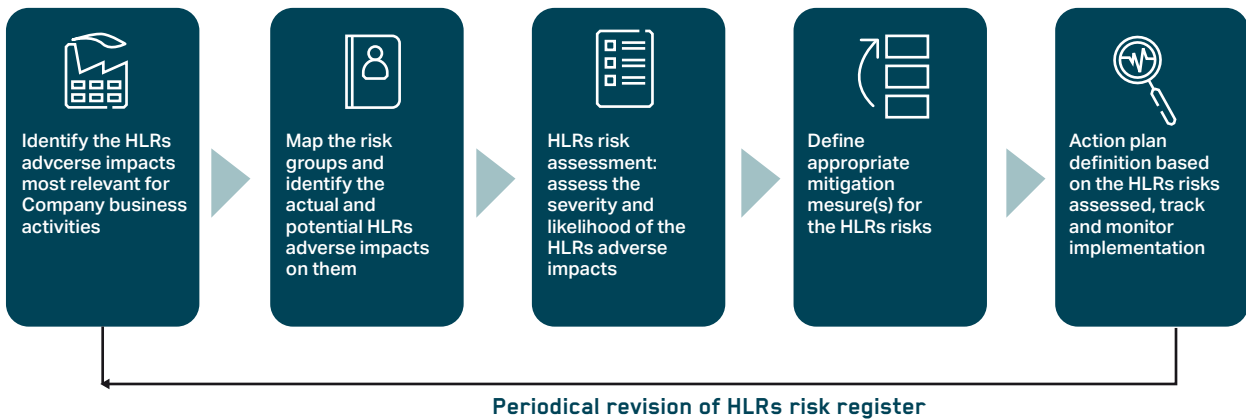 Identify the HLRs
advcerse impacts
most relevant for
Company business
activities
Map the risk
groups and
identify the
actual and
potential HLRs
adverse impacts
on them
HLRs risk
assessment:
assess the
severity and
likelihood of the
HLRs adverse
impacts
Define
appropriate
mitigation
mesure(s) for
the HLRs risks
Action plan
definition based
on the HLRs risks
assessed, track
and monitor
implementation
Periodical revision of HLRs risk register